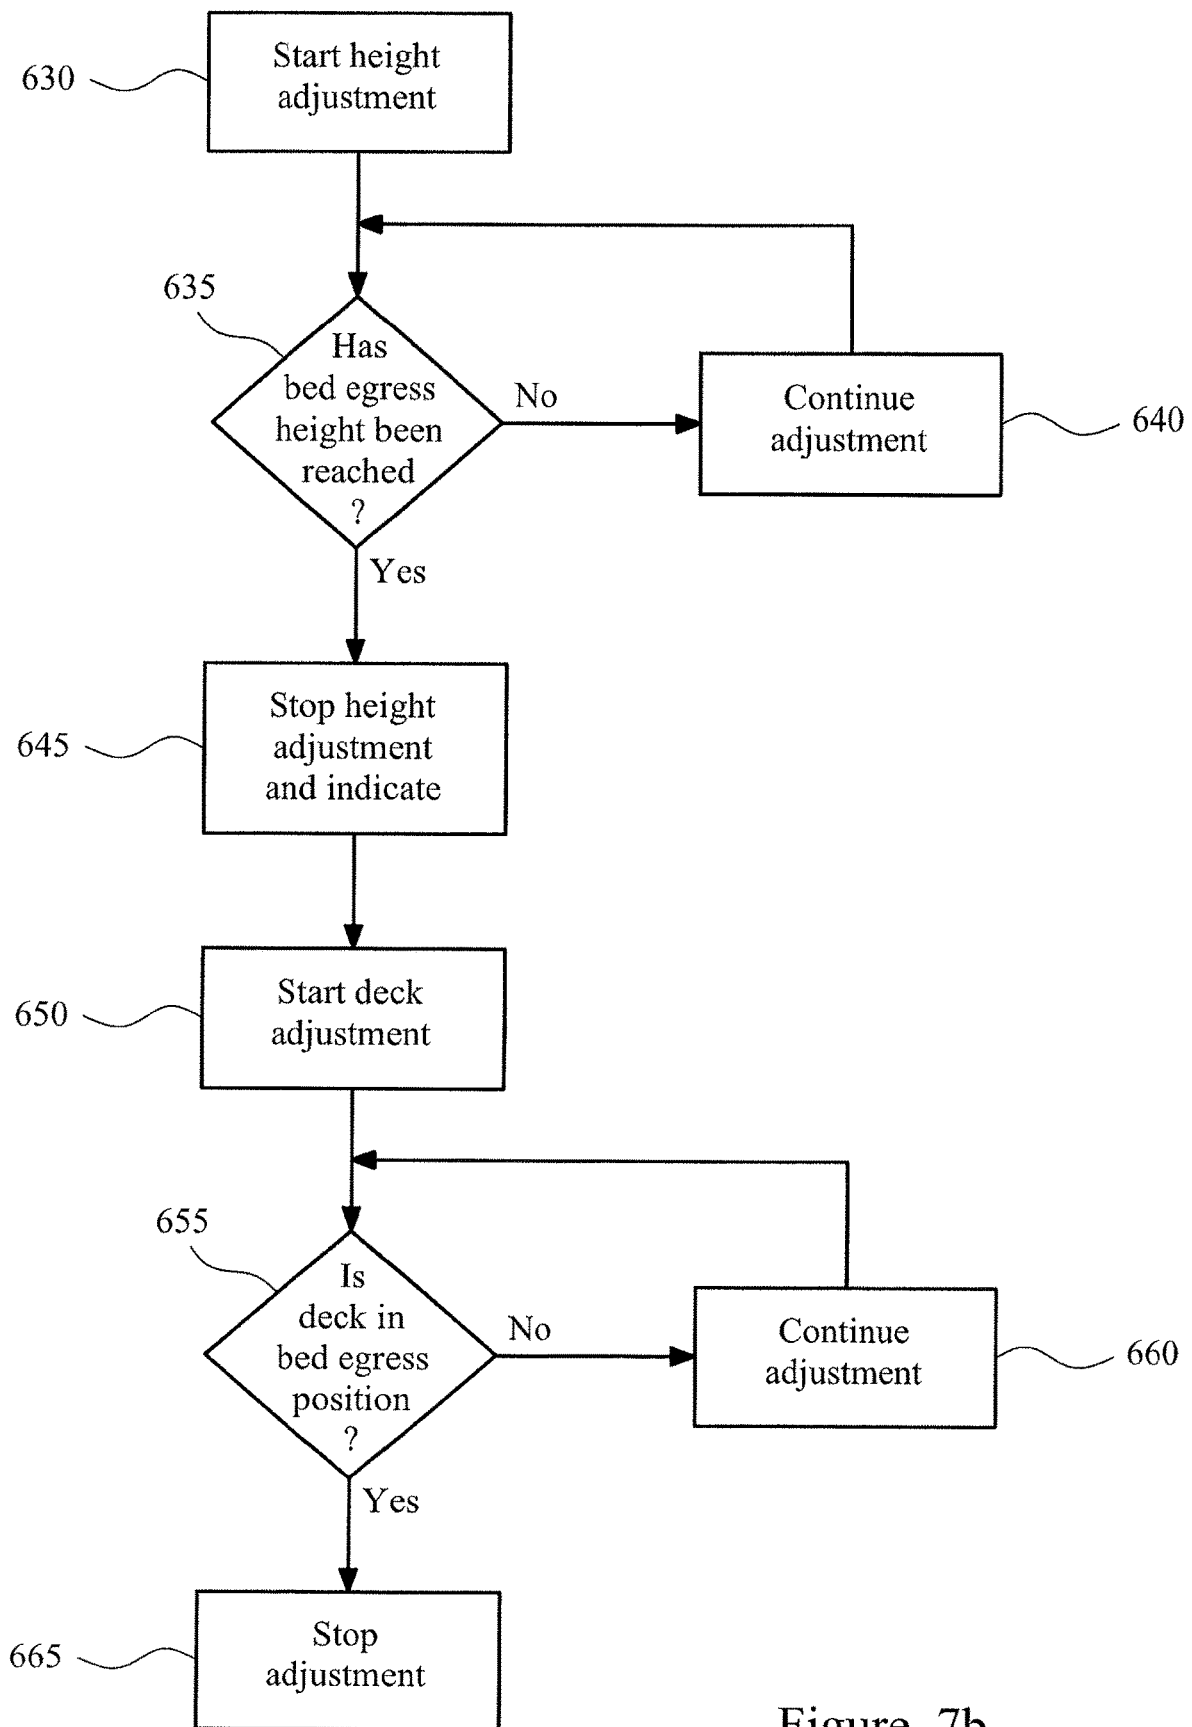 630
Start height
adjustment
635
Has
bed egress
height been
reached
?
No
Continue
adjustment
640
Yes
645
Stop height
adjustment
and indicate
650
Start deck
adjustment
655
Is
deck in
bed egress
position
?
No
Continue
adjustment
660
Yes
665
Stop
adjustment
Figure 7b